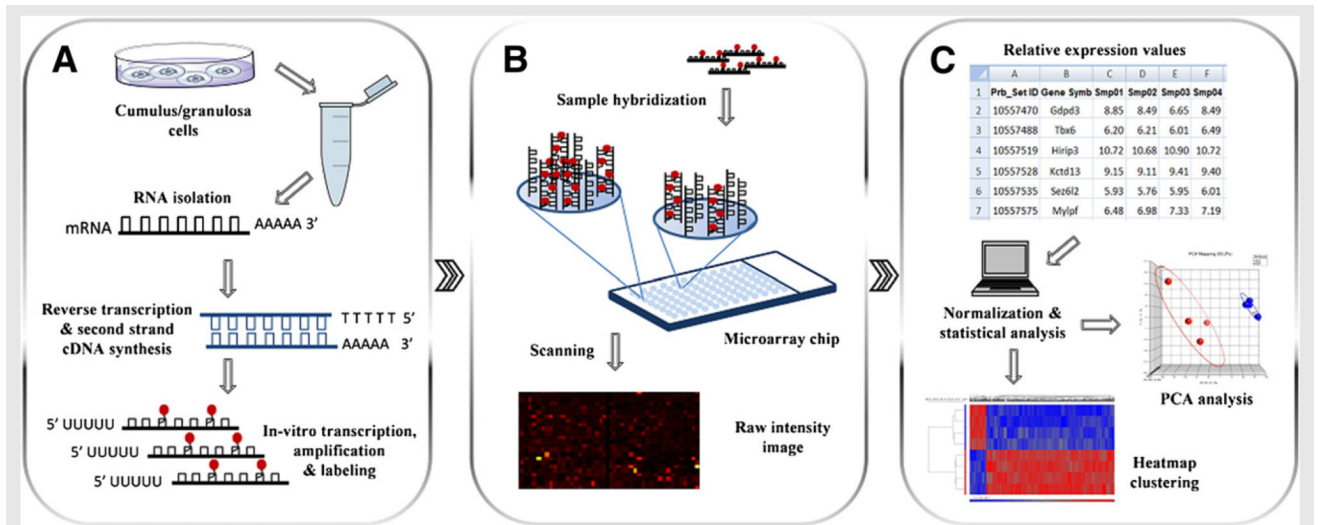 A
Cumulus/granulosa
cells
RNA isolation
mRNA
AAAAA 3’
Reverse transcription
& second strand
cDNA synthesis
T T T T T 5’
AAAAA 3’
5’ UUUUU
5’ UUUUU
5’ UUUUU
In-vitro transcription,
amplification
& labeling
B
Sample hybridization
Microarray chip
Scanning
Raw intensity
image
C
Relative expression values
A B C D E F
1 Prb_Set ID Gene Symb Smp01 Smp02 Smp03 Smp04
2 10557470 Gdpd3 8.85 8.49 6.65 8.49
3 10557488 Tbx6 6.20 6.21 6.01 6.49
4 10557519 Hirip3 10.72 10.68 10.90 10.72
5 10557528 Kctd13 9.15 9.11 9.41 9.40
6 10557535 Sez6l2 5.93 5.76 5.95 6.01
7 10557575 Mylpf 6.48 6.98 7.33 7.19
Normalization &
statistical analysis
PCA analysis
Heatmap
clustering